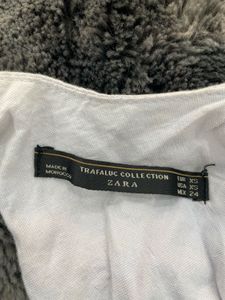 MADE IN
MOROCCO
TRAFALUC COLLECTION
ZARA
EUR XS
USA XS
MEX 24